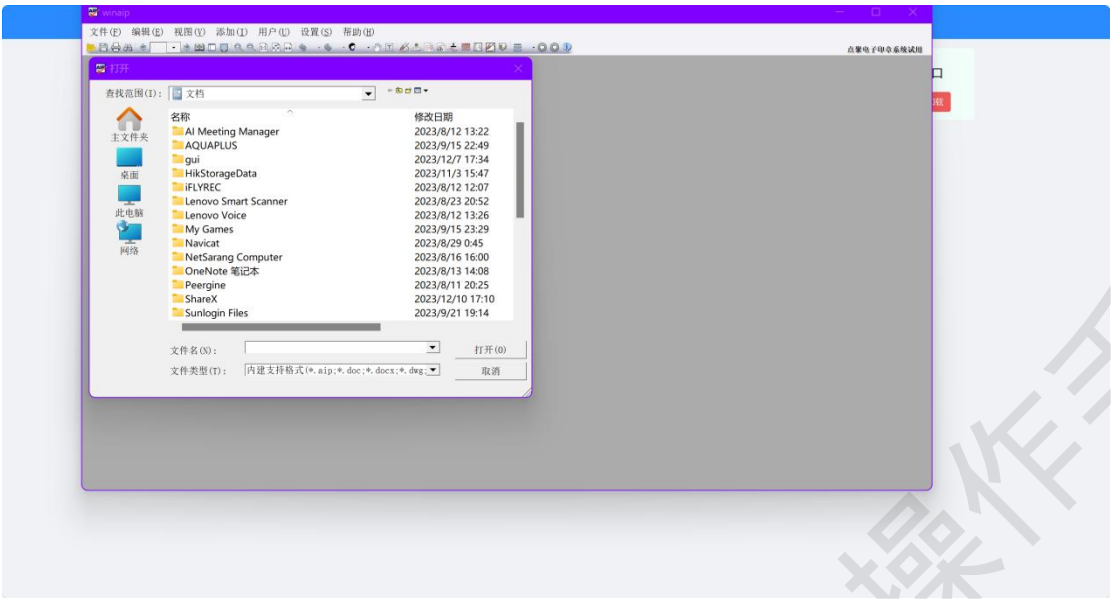 winaip
文件(F) 编辑(E) 视图(V) 添加(I) 用户(U) 设置(S) 帮助(H)
点聚电子印章系统试用
打开
口
查找范围(I): 文档
名称 修改日期
AI Meeting Manager 2023/8/12 13:22
AQUAPLUS 2023/9/15 22:49
gui 2023/12/7 17:34
HikStorageData 2023/11/3 15:47
iFLYREC 2023/8/12 12:07
Lenovo Smart Scanner 2023/8/23 20:52
Lenovo Voice 2023/8/12 13:26
My Games 2023/9/15 23:29
Navicat 2023/8/29 0:45
NetSarang Computer 2023/8/16 16:00
OneNote 笔记本 2023/8/13 14:08
Peergine 2023/8/11 20:25
ShareX 2023/12/10 17:10
Sunlogin Files 2023/9/21 19:14
主文件夹
桌面
此电脑
网络
文件名(N): 打开(O)
文件类型(T): 内建支持格式(*.aip;*.doc;*.docx;*.dwg; 取消
操作手